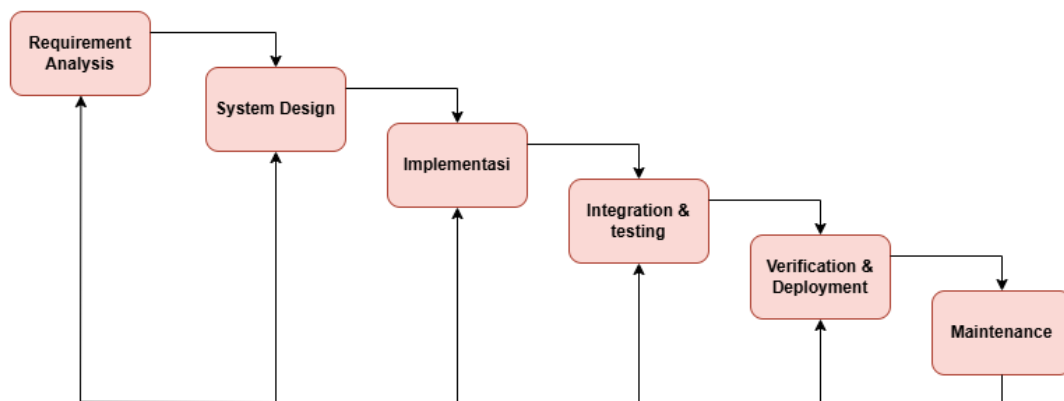 Requirement
Analysis
System Design
Implementasi
Integration &
testing
Verification &
Deployment
Maintenance